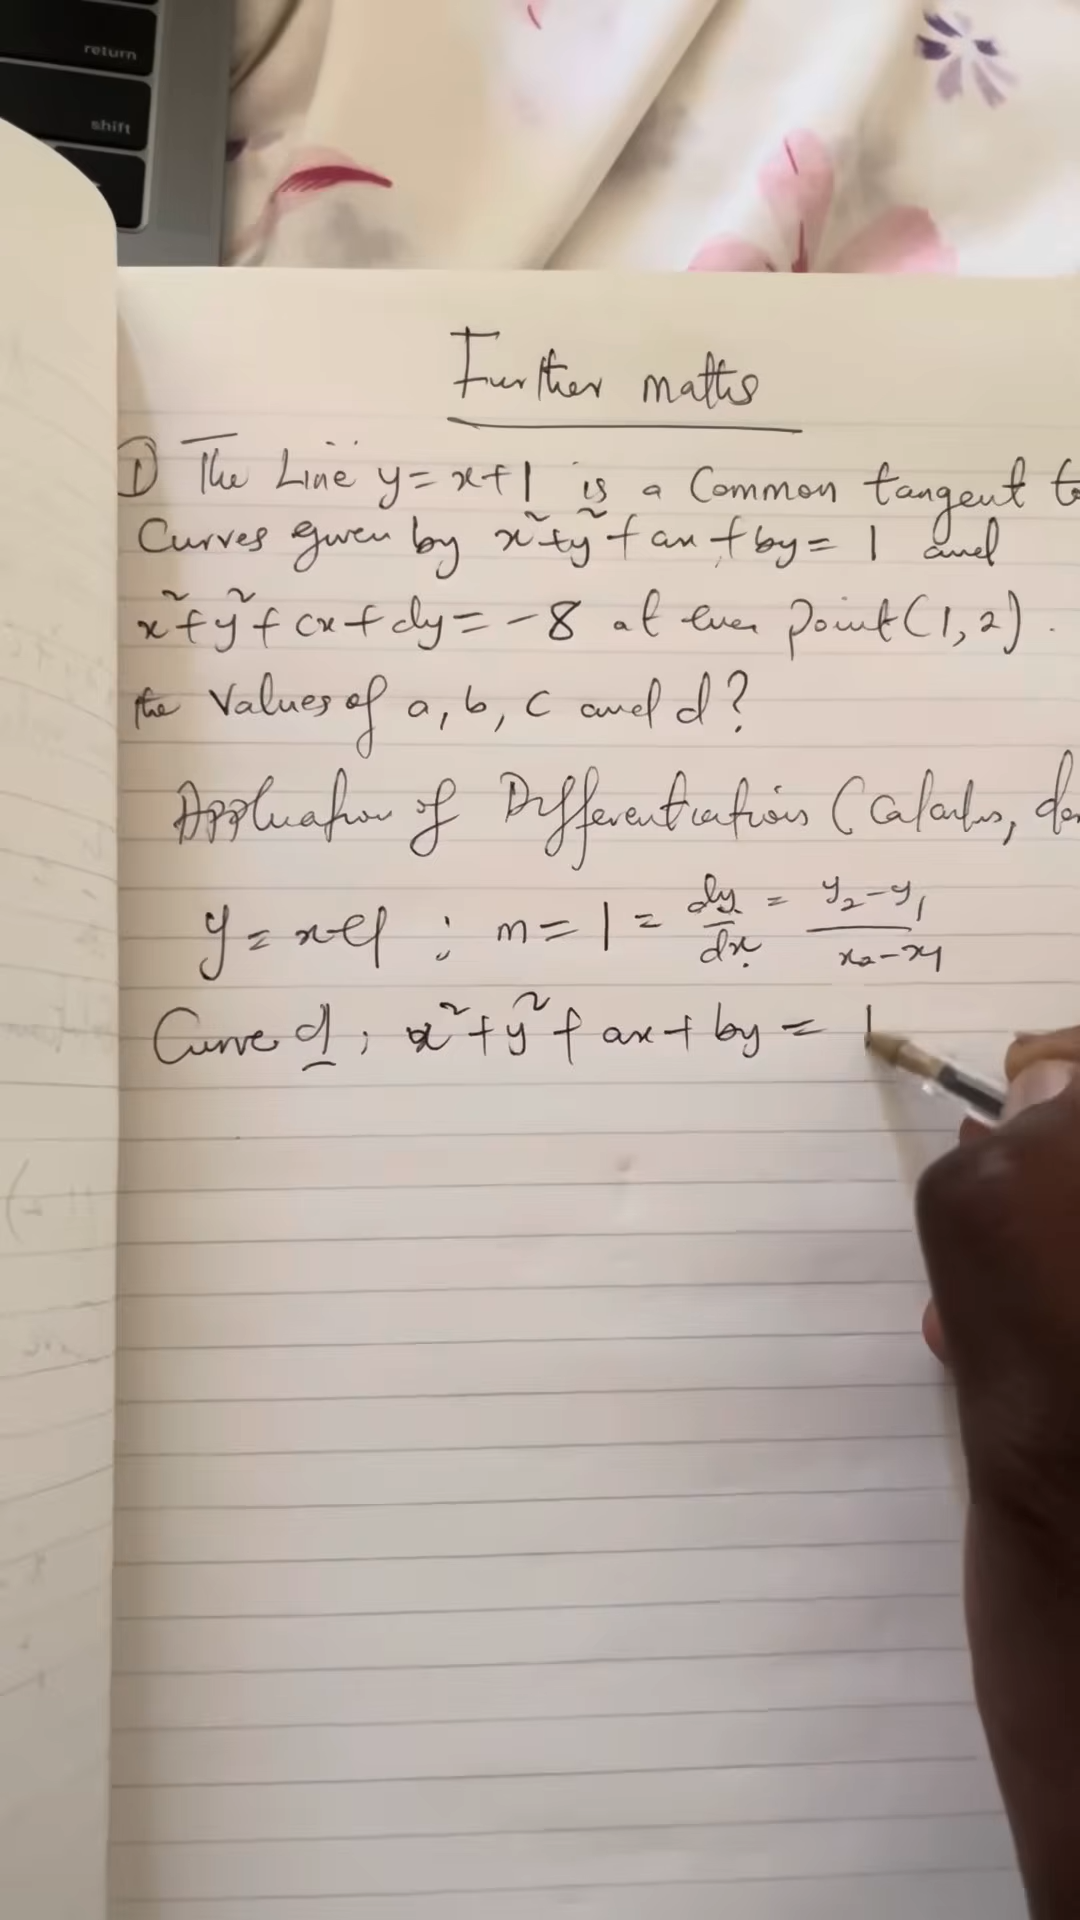 return
shift
Further maths
① The Line y = x+1 is a Common tangent to
Curves given by x²+y²+ax+by = 1 and
x²+y²+cx+dy = -8 at point (1, 2).
the Values of a, b, c and d?
Application of Differentiation (Calculus,
y = x+1 ; m = 1 = dy/dx = y₂-y₁/x₂-x₁
Curve 1 ; x²+y²+ax+by = 1